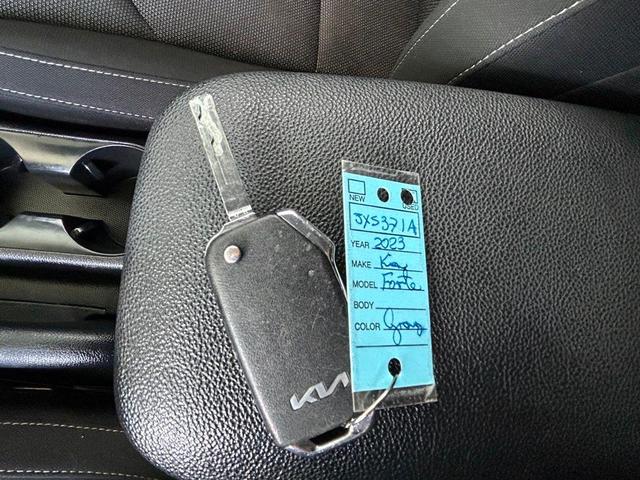 NEW USED
JXS371A
YEAR 2023
MAKE Kia
MODEL Forte
BODY
COLOR Gray
KIA